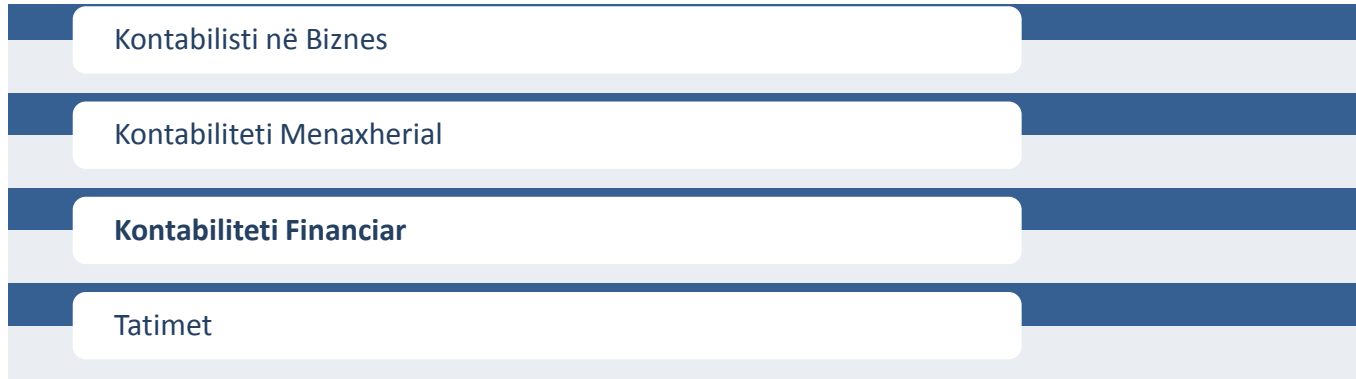 Kontabilisti në Biznes
Kontabiliteti Menaxherial
Kontabiliteti Financiar
Tatimet